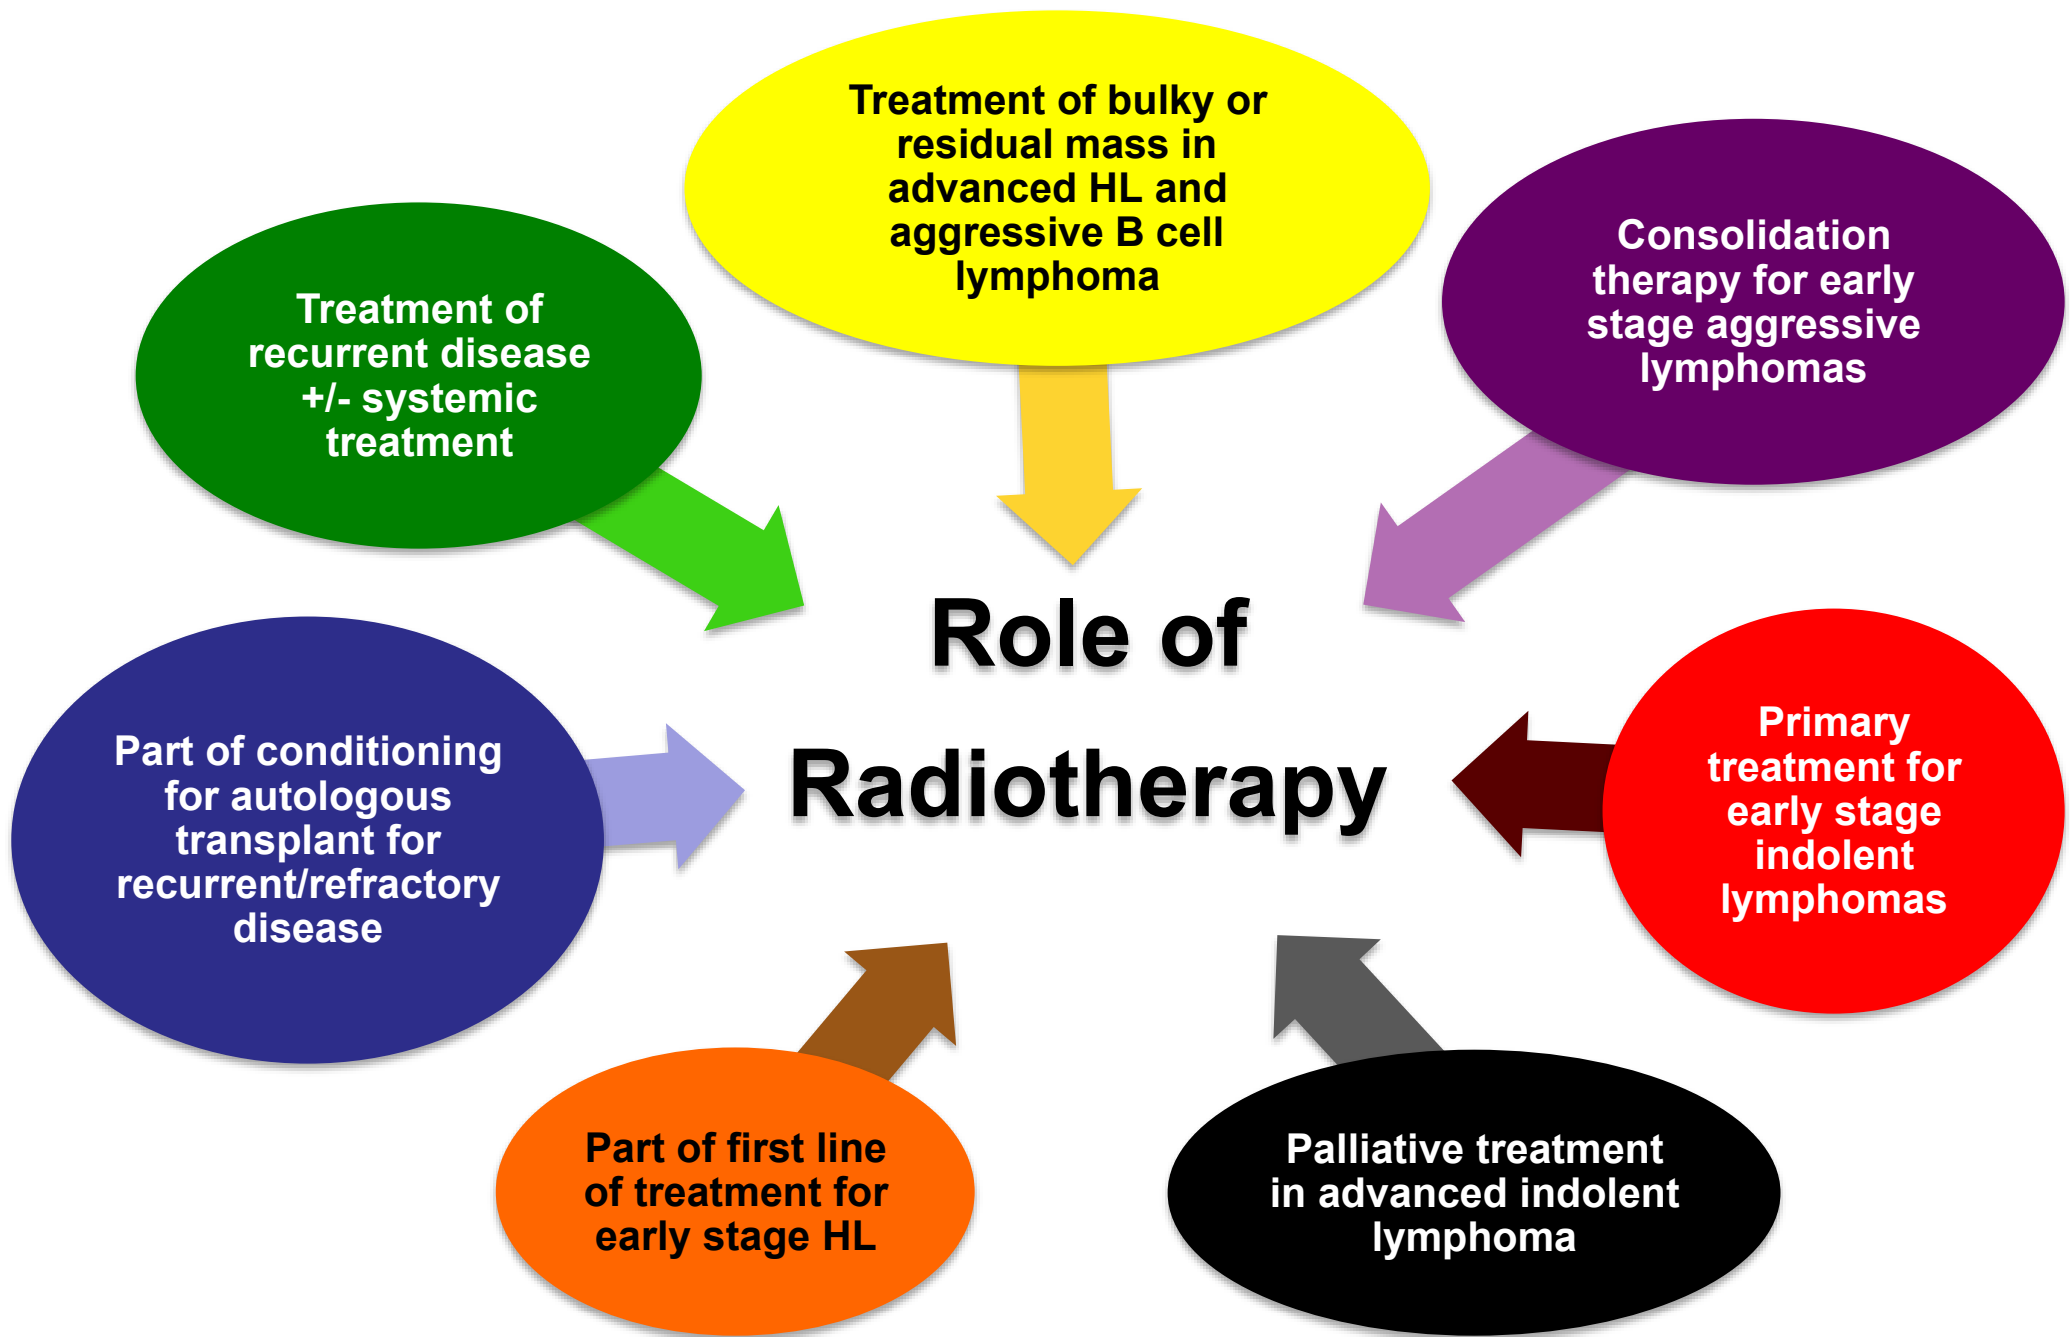 Treatment of bulky or
residual mass in
advanced HL and
aggressive B cell
lymphoma
Consolidation
therapy for early
stage aggressive
lymphomas
Treatment of
recurrent disease
+/- systemic
treatment
Role of
Radiotherapy
Primary
treatment for
early stage
indolent
lymphomas
Part of conditioning
for autologous
transplant for
recurrent/refractory
disease
Part of first line
of treatment for
early stage HL
Palliative treatment
in advanced indolent
lymphoma